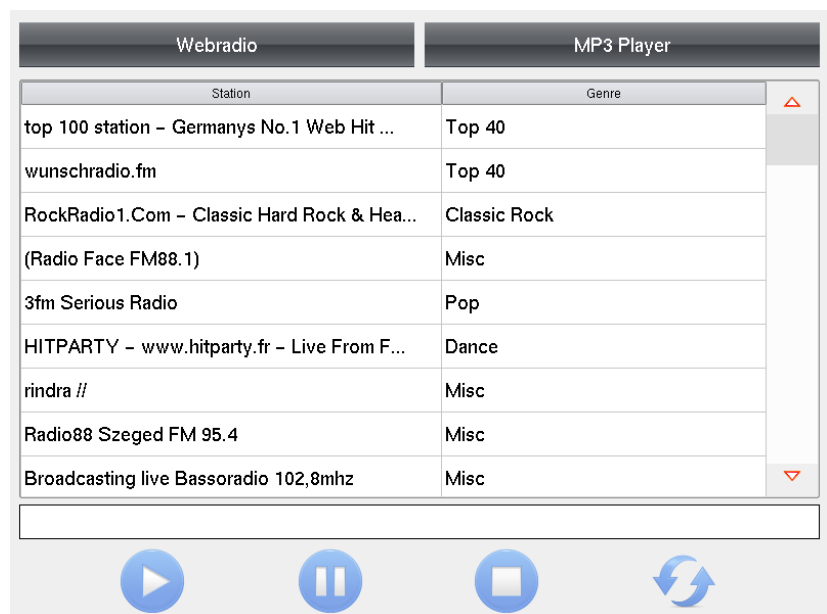 Webradio MP3 Player
Station Genre
top 100 station – Germanys No.1 Web Hit ... Top 40
wunschradio.fm Top 40
RockRadio1.Com – Classic Hard Rock & Hea... Classic Rock
(Radio Face FM88.1) Misc
3fm Serious Radio Pop
HITPARTY – www.hitparty.fr – Live From F... Dance
rindra // Misc
Radio88 Szeged FM 95.4 Misc
Broadcasting live Bassoradio 102,8mhz Misc